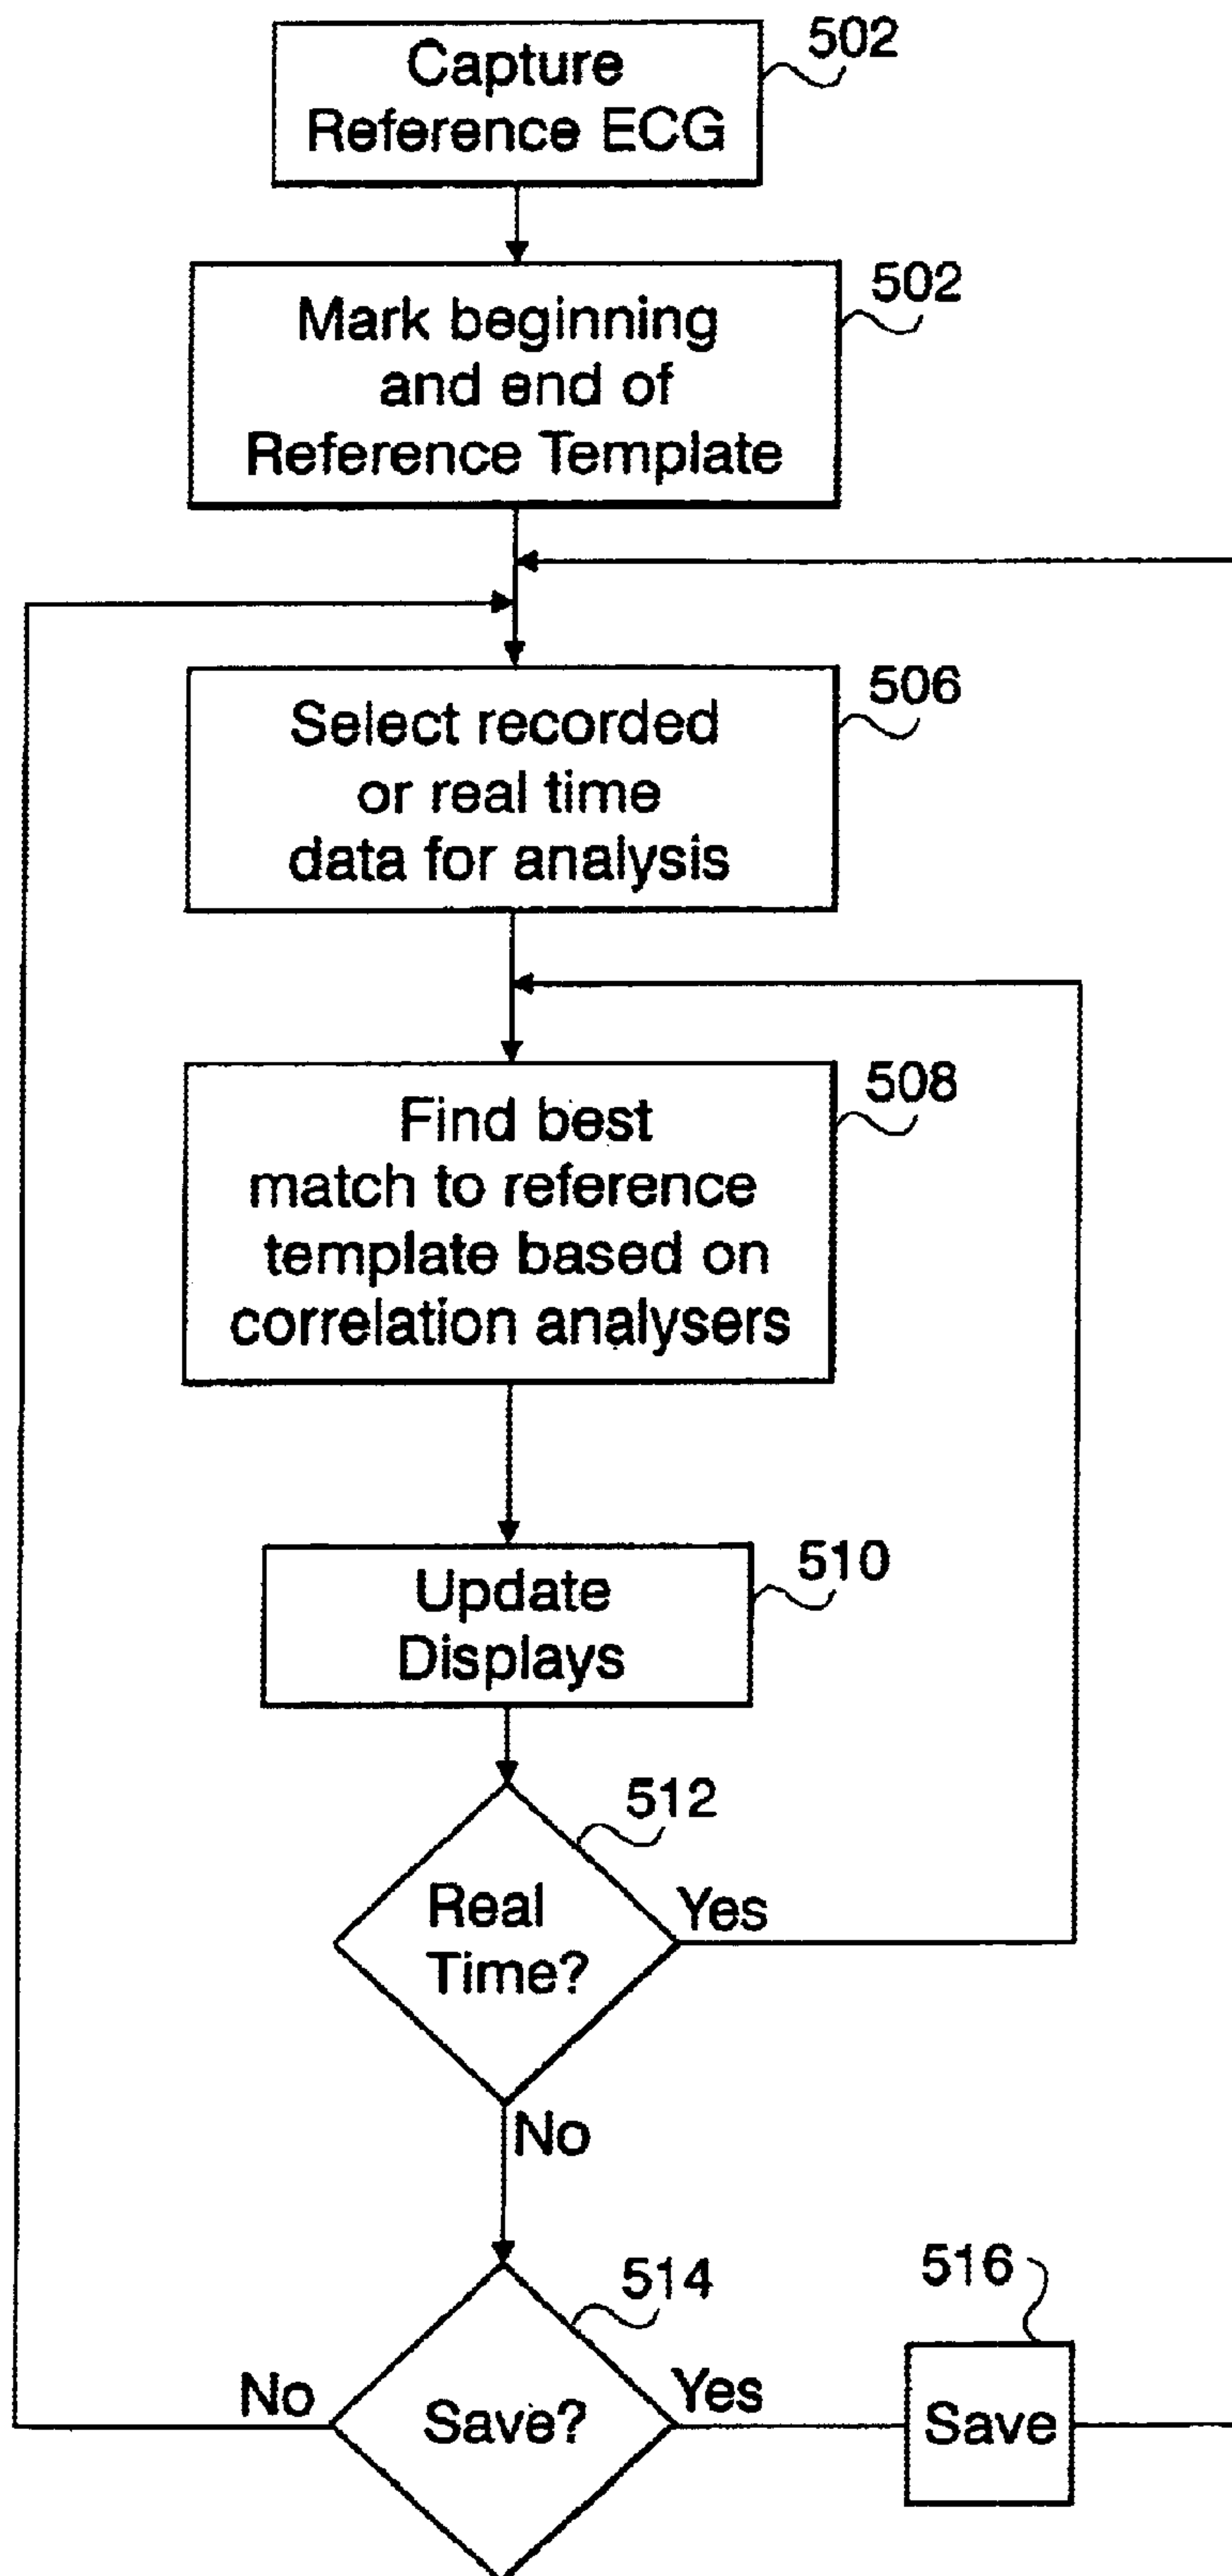 Capture
Reference ECG
502
Mark beginning
and end of
Reference Template
502
Select recorded
or real time
data for analysis
506
Find best
match to reference
template based on
correlation analysers
508
Update
Displays
510
512
Real
Time?
Yes
No
514
516
No
Save?
Yes
Save